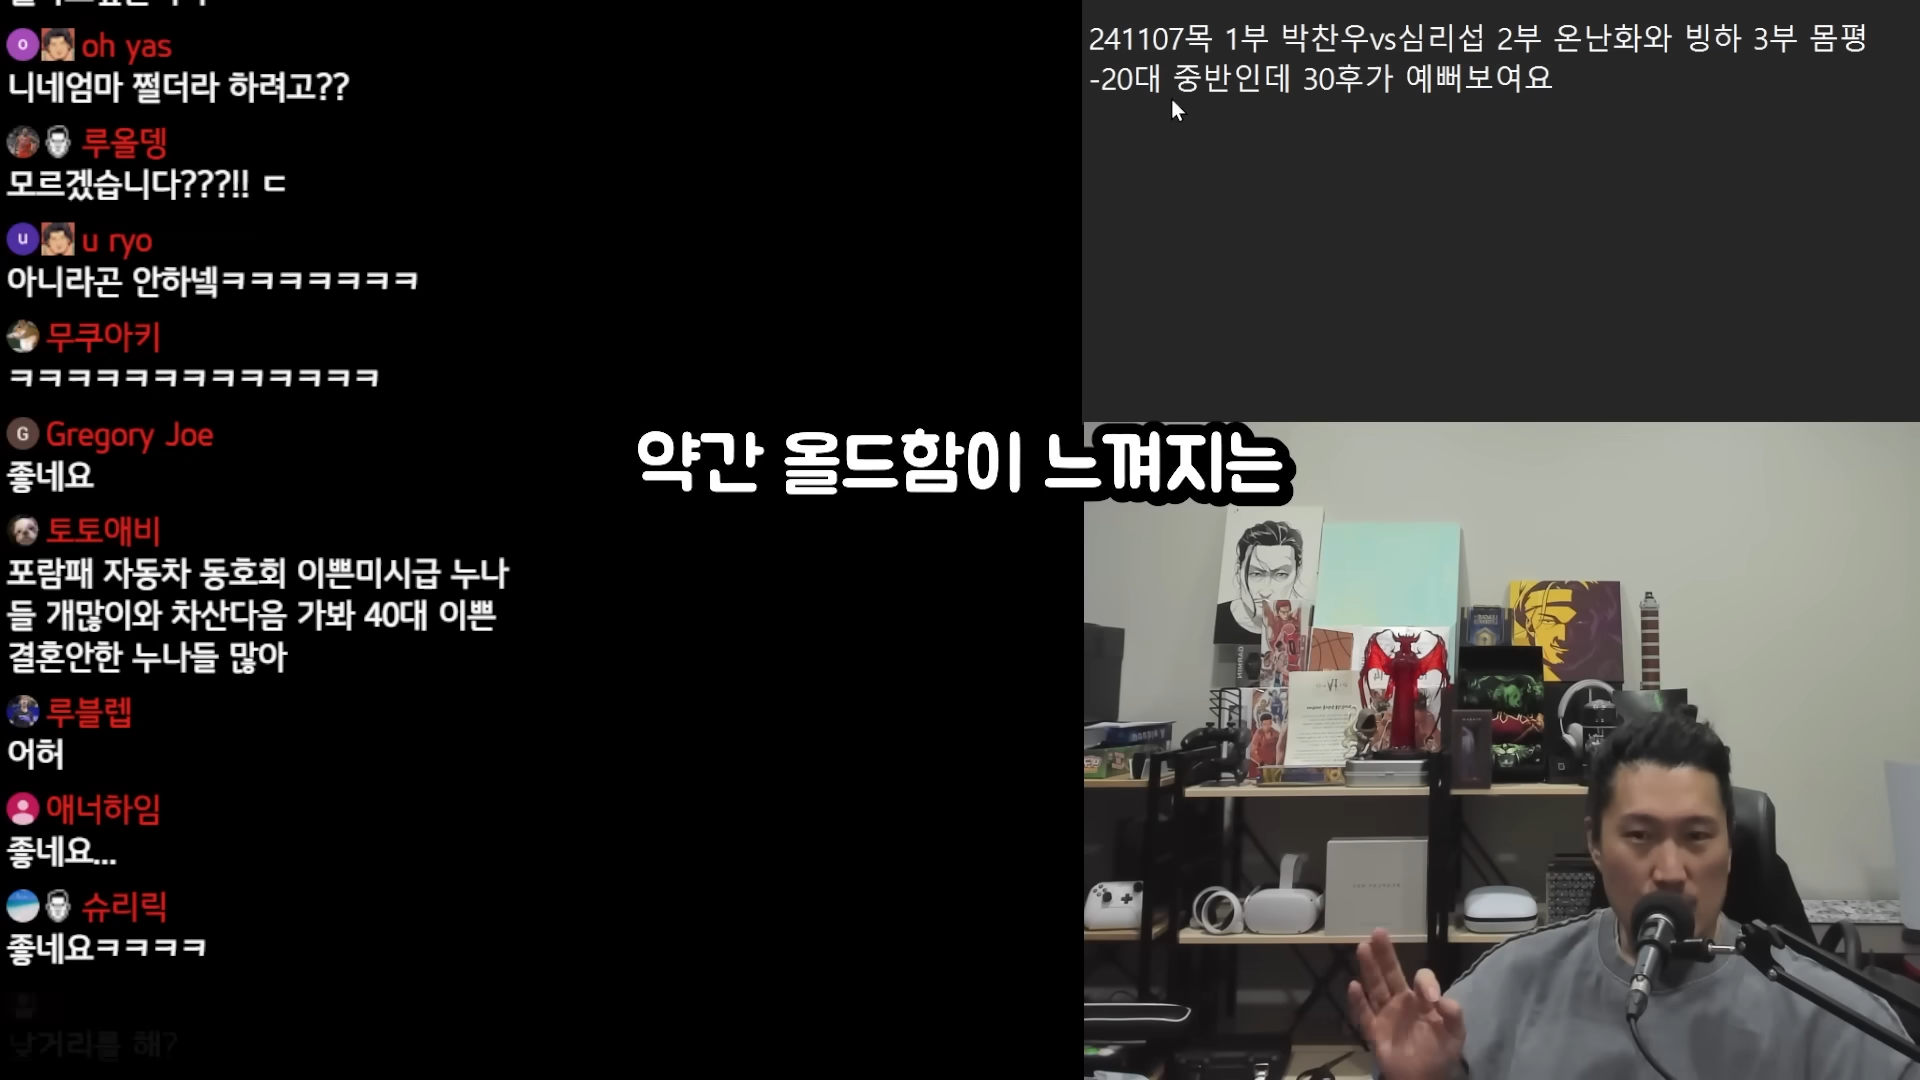 oh yas
니네엄마 쩔더라 하려고??
루올뎅
모르겠습니다???!! ㄷ
u ryo
아니라곤 안하넼ㅋㅋㅋㅋㅋㅋㅋ
무쿠아키
ㅋㅋㅋㅋㅋㅋㅋㅋㅋㅋㅋㅋㅋ
G Gregory Joe
좋네요
토토애비
포람패 자동차 동호회 이쁜미시급 누나
들 개많이와 차산다음 가봐 40대 이쁜
결혼안한 누나들 많아
루블렙
어허
애너하임
좋네요...
슈리릭
좋네요ㅋㅋㅋㅋ
낮거리를 해?
241107목 1부 박찬우vs심리섭 2부 온난화와 빙하 3부 몸평
-20대 중반인데 30후가 예뻐보여요
약간 올드함이 느껴지는